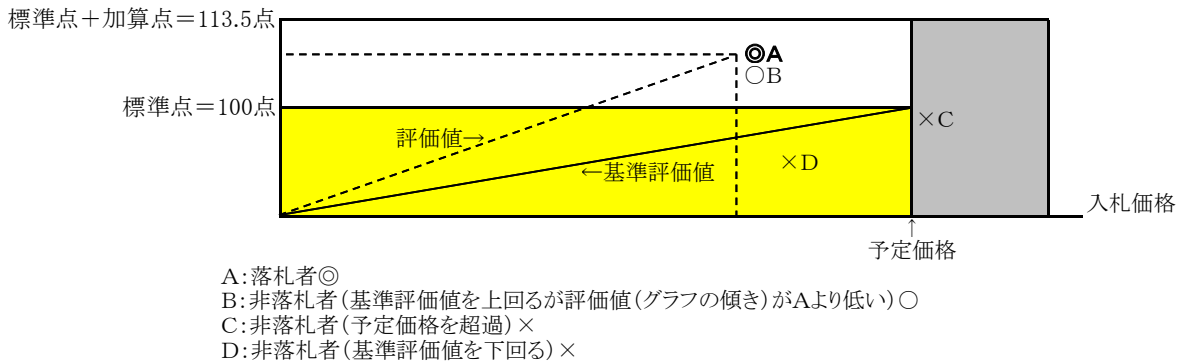 標準点+加算点=113.5点
◎A
○B
標準点=100点
×C
評価値→
×D
←基準評価値
入札価格
↑
予定価格
A:落札者◎
B:非落札者(基準評価値を上回るが評価値(グラフの傾き)がAより低い)○
C:非落札者(予定価格を超過)×
D:非落札者(基準評価値を下回る)×